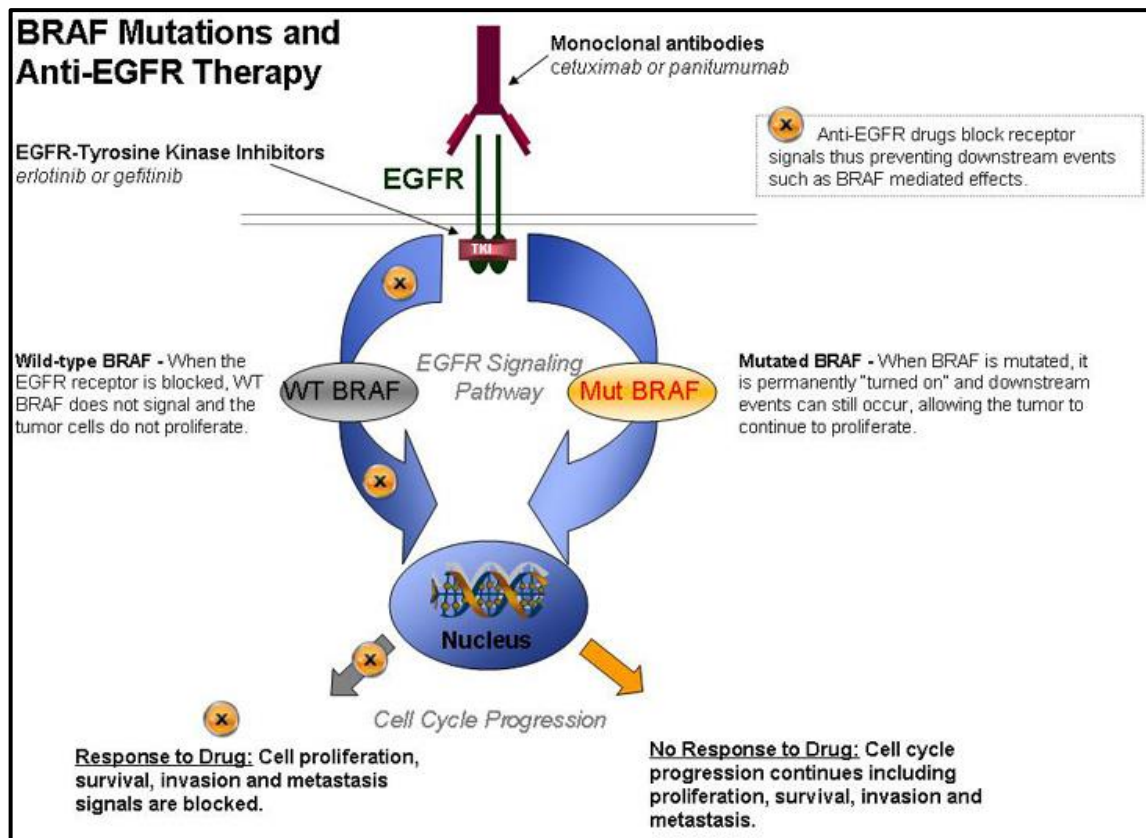 BRAF Mutations and
Anti-EGFR Therapy
Monoclonal antibodies
cetuximab or panitumumab
x
Anti-EGFR drugs block receptor
signals thus preventing downstream events
such as BRAF mediated effects.
EGFR-Tyrosine Kinase Inhibitors
erlotinib or gefitinib
EGFR
TKI
x
Wild-type BRAF - When the
EGFR receptor is blocked, WT
BRAF does not signal and the
tumor cells do not proliferate.
WT BRAF
EGFR Signaling
Pathway
Mut BRAF
Mutated BRAF - When BRAF is mutated, it
is permanently "turned on" and downstream
events can still occur, allowing the tumor to
continue to proliferate.
x
Nucleus
x
Cell Cycle Progression
x
Response to Drug: Cell proliferation,
survival, invasion and metastasis
signals are blocked.
No Response to Drug: Cell cycle
progression continues including
proliferation, survival, invasion and
metastasis.